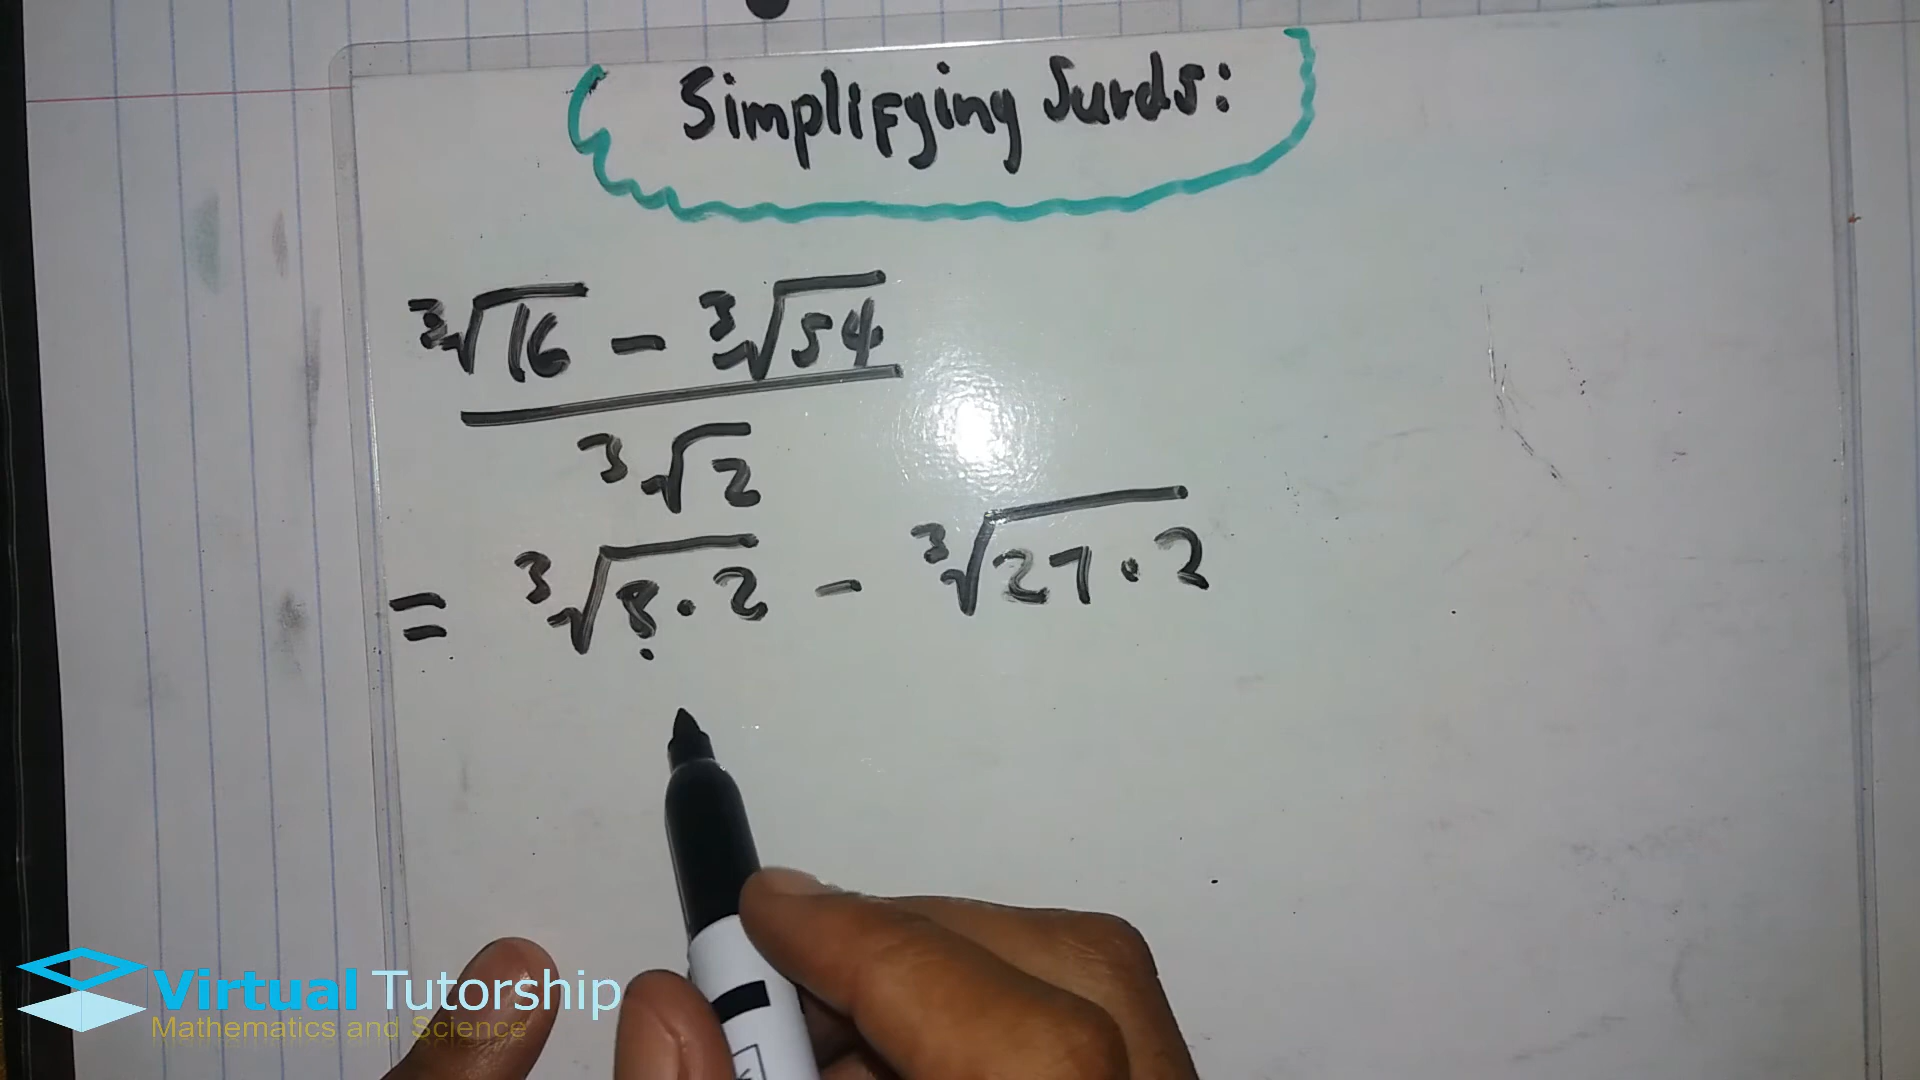 Simplifying Surds:
∛16 - ∛54
∛2
= ∛8·2 - ∛27·2
Virtual Tutorship
Mathematics and Science